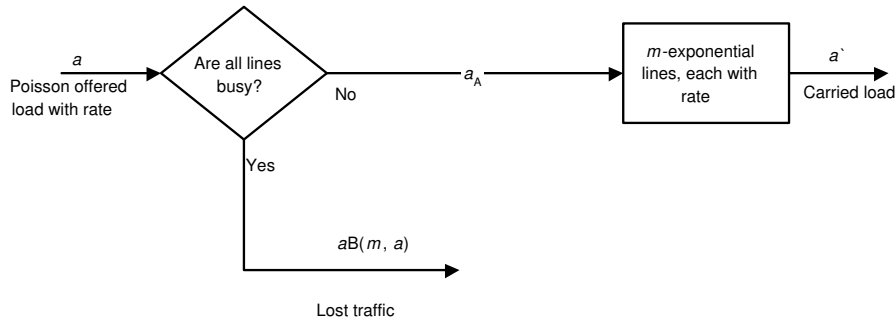 a
Poisson offered
load with rate
Are all lines
busy?
No
a_A
m-exponential
lines, each with
rate
a`
Carried load
Yes
aB(m, a)
Lost traffic